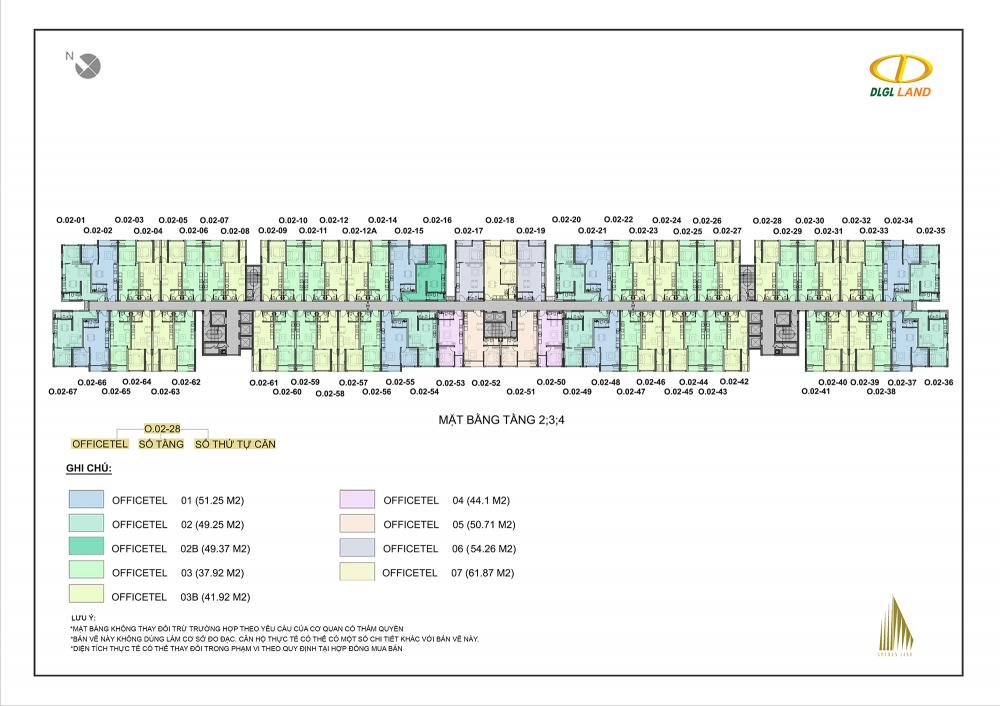 N
DLGL LAND
O.02-01 O.02-03 O.02-05 O.02-07 O.02-10 O.02-12 O.02-14 O.02-16 O.02-18 O.02-20 O.02-22 O.02-24 O.02-26 O.02-28 O.02-30 O.02-32 O.02-34
O.02-02 O.02-04 O.02-06 O.02-08 O.02-09 O.02-11 O.02-12A O.02-15 O.02-17 O.02-19 O.02-21 O.02-23 O.02-25 O.02-27 O.02-29 O.02-31 O.02-33 O.02-35
O.02-66 O.02-64 O.02-62 O.02-61 O.02-59 O.02-57 O.02-55 O.02-53 O.02-52 O.02-50 O.02-48 O.02-46 O.02-44 O.02-42 O.02-40 O.02-39 O.02-37 O.02-36
O.02-67 O.02-65 O.02-63 O.02-60 O.02-58 O.02-56 O.02-54 O.02-51 O.02-49 O.02-47 O.02-45 O.02-43 O.02-41 O.02-38
MẶT BẰNG TẦNG 2;3;4
O.02-28
OFFICETEL SỐ TẦNG SỐ THỨ TỰ CĂN
GHI CHÚ:
OFFICETEL 01 (51.25 M2)
OFFICETEL 02 (49.25 M2)
OFFICETEL 02B (49.37 M2)
OFFICETEL 03 (37.92 M2)
OFFICETEL 03B (41.92 M2)
OFFICETEL 04 (44.1 M2)
OFFICETEL 05 (50.71 M2)
OFFICETEL 06 (54.26 M2)
OFFICETEL 07 (61.87 M2)
LƯU Ý:
*MẶT BẰNG KHÔNG THAY ĐỔI TRỪ TRƯỜNG HỢP THEO YÊU CẦU CỦA CƠ QUAN CÓ THẨM QUYỀN
*BẢN VẼ NÀY KHÔNG DÙNG LÀM CƠ SỞ ĐO ĐẠC. CĂN HỘ THỰC TẾ CÓ THỂ CÓ MỘT SỐ CHI TIẾT KHÁC VỚI BẢN VẼ NÀY.
*DIỆN TÍCH THỰC TẾ CÓ THỂ THAY ĐỔI TRONG PHẠM VI THEO QUY ĐỊNH TẠI HỢP ĐỒNG MUA BÁN
GOLDEN LAND